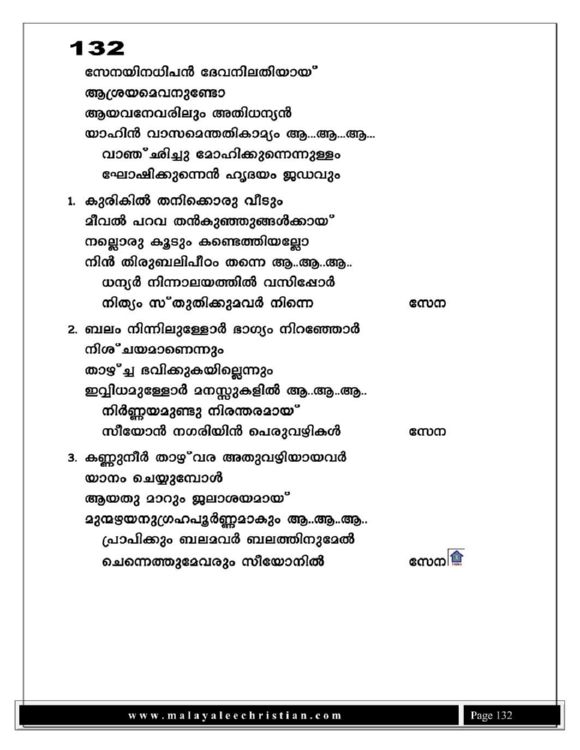 132
സേനയിനധിപൻ ദേവനിലതിയായ്
ആശ്രയമെവനുണ്ടോ
ആയവനേവരിലും അതിധന്യൻ
യാഹിൻ വാസമെന്തതികാമ്യം ആ...ആ...ആ...
വാഞ്ഛിച്ചു മോഹിക്കുന്നെന്നുള്ളം
ഘോഷിക്കുന്നെൻ ഹൃദയം ജഡവും
1. കുരികിൽ തനിക്കൊരു വീടും
മീവൽ പറവ തൻകുഞ്ഞുങ്ങൾക്കായ്
നല്ലൊരു കൂടും കണ്ടെത്തിയല്ലോ
നിൻ തിരുബലിപീഠം തന്നെ ആ..ആ..ആ..
ധന്യർ നിന്നാലയത്തിൽ വസിപ്പോർ
നിത്യം സ്തുതിക്കുമവർ നിന്നെ സേന
2. ബലം നിന്നിലുള്ളോർ ഭാഗ്യം നിറഞ്ഞോർ
നിശ്ചയമാണെന്നും
താഴ്ച്ച ഭവിക്കുകയില്ലെന്നും
ഇവ്വിധമുള്ളോർ മനസ്സുകളിൽ ആ..ആ..ആ..
നിർണ്ണയമുണ്ടു നിരന്തരമായ്
സീയോൻ നഗരിയിൻ പെരുവഴികൾ സേന
3. കണ്ണുനീർ താഴ്വര അതുവഴിയായവർ
യാനം ചെയ്യുമ്പോൾ
ആയതു മാറും ജലാശയമായ്
മുന്മഴയനുഗ്രഹപൂർണ്ണമാകും ആ..ആ..ആ..
പ്രാപിക്കും ബലമവർ ബലത്തിനുമേൽ
ചെന്നെത്തുമേവരും സീയോനിൽ സേന
www.malayaleechristian.com Page 132